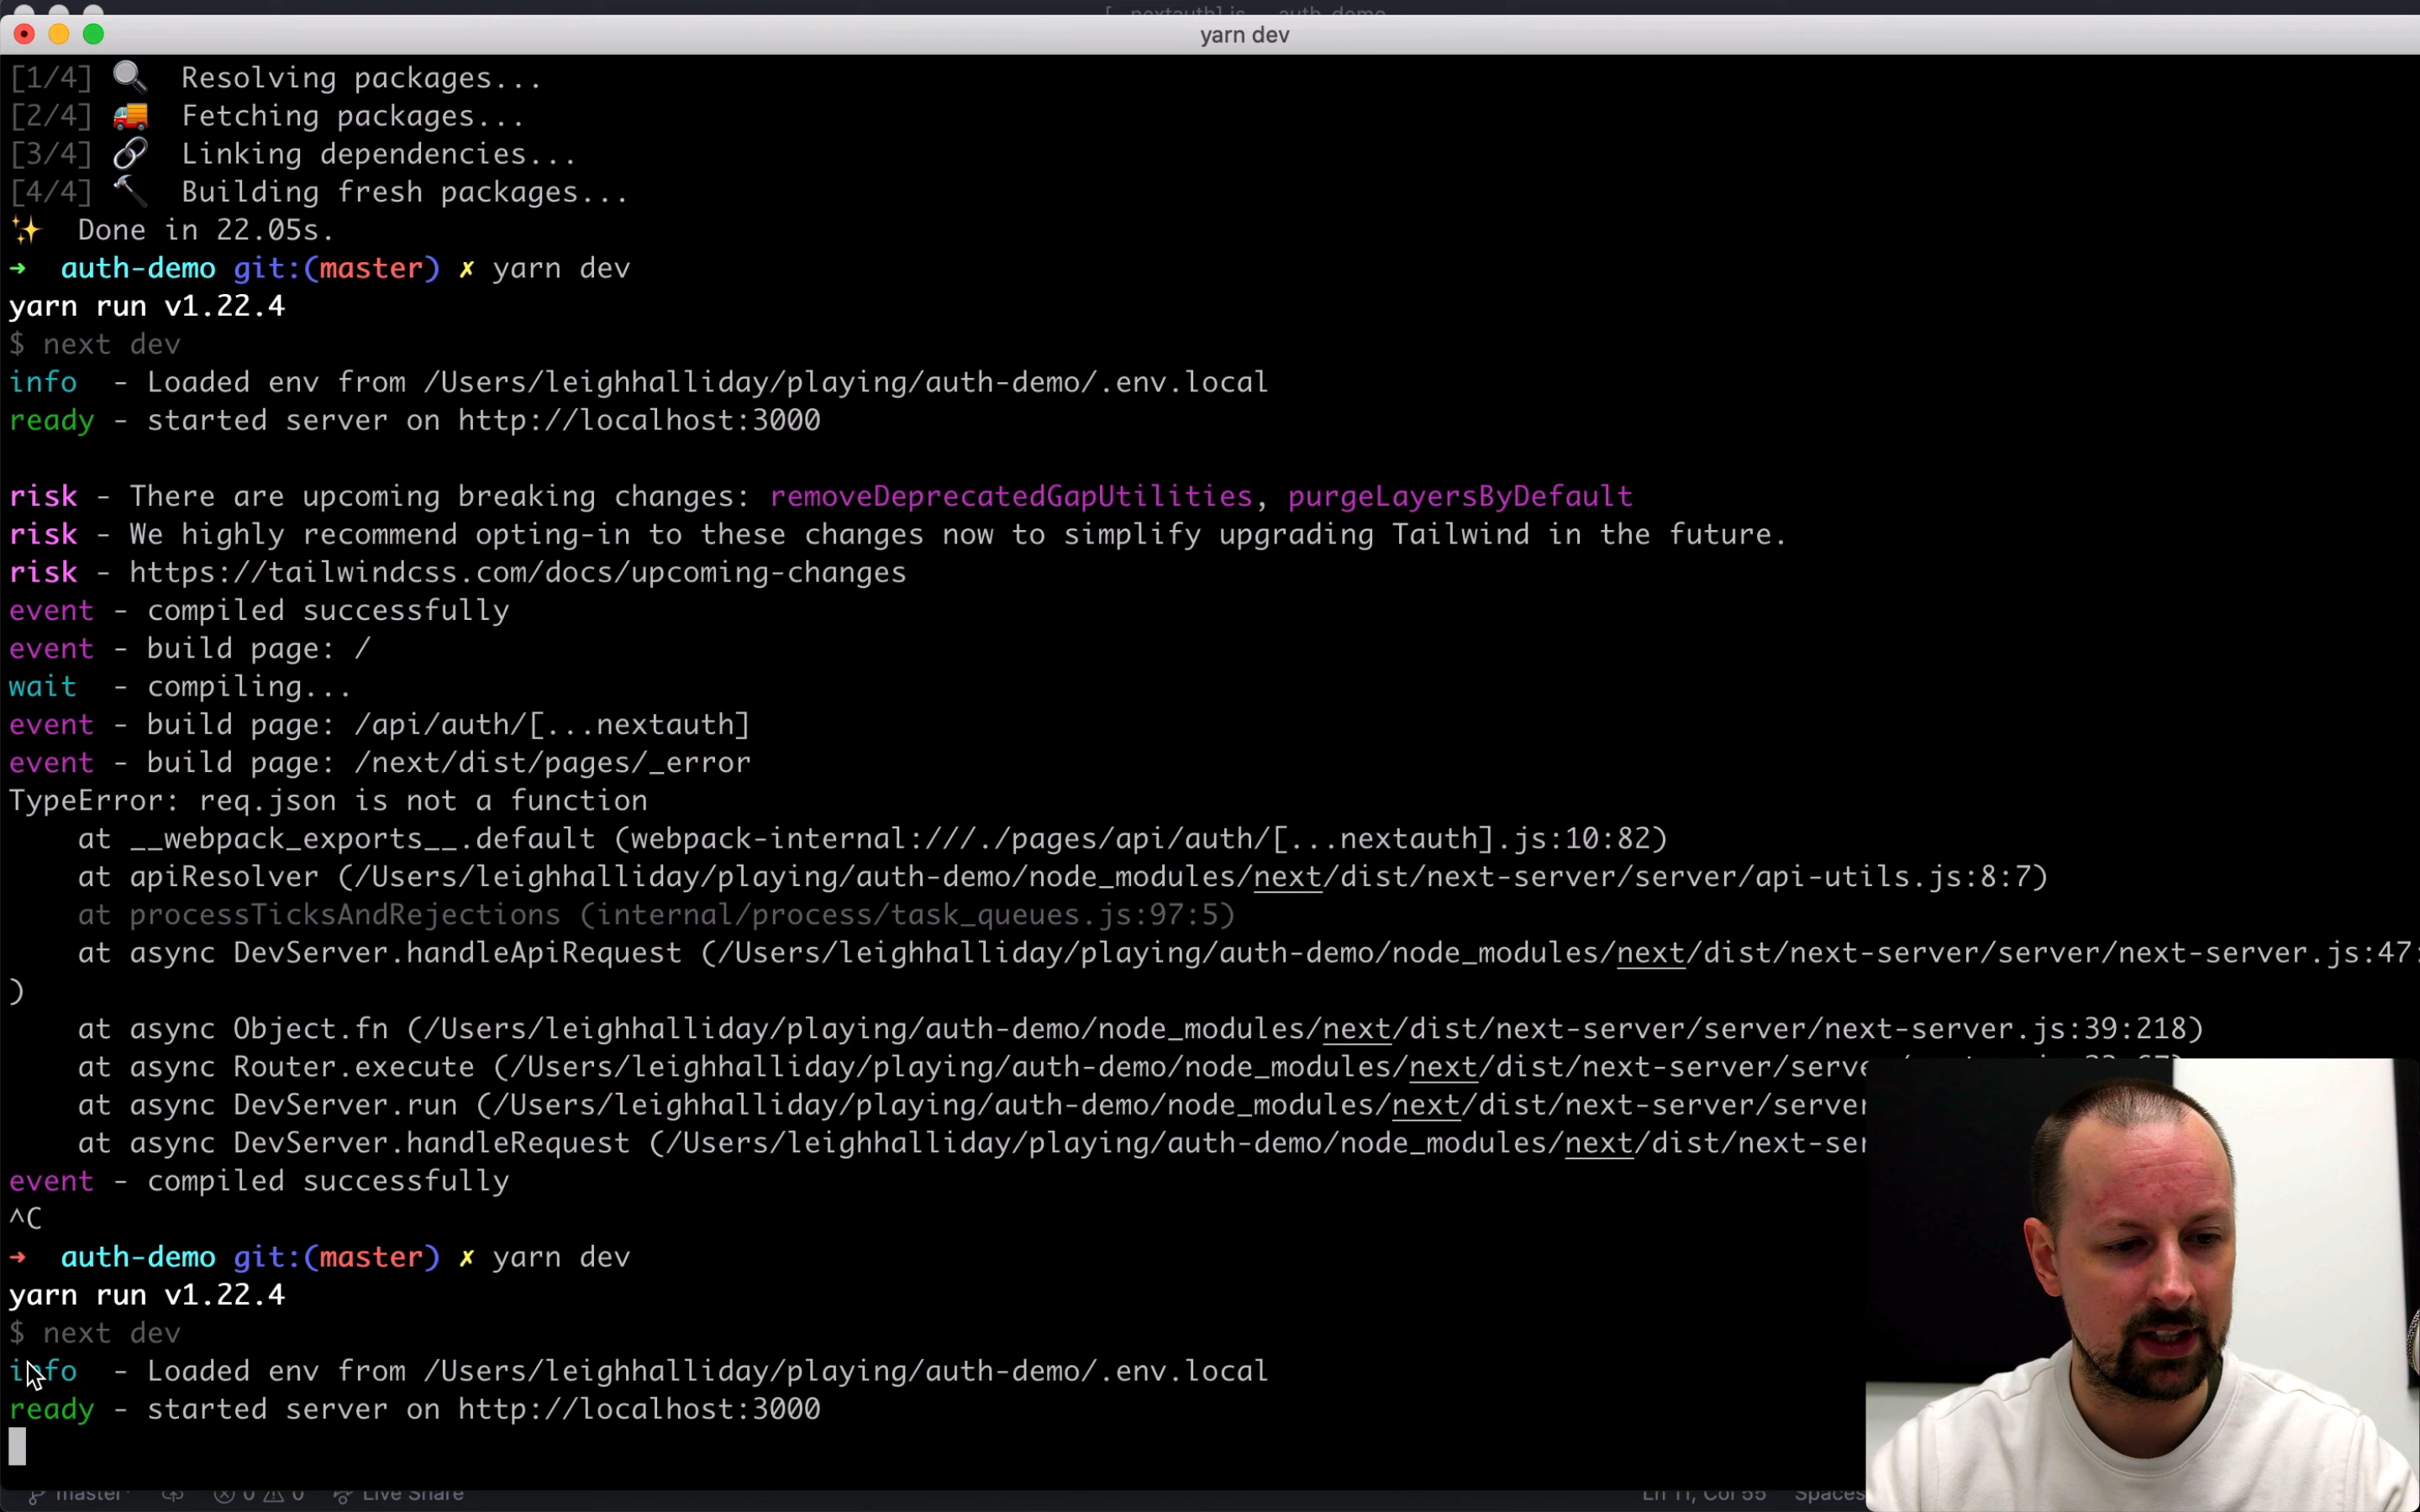 yarn dev
[1/4] Resolving packages...
[2/4] Fetching packages...
[3/4] Linking dependencies...
[4/4] Building fresh packages...
Done in 22.05s.
➜ auth-demo git:(master) ✗ yarn dev
yarn run v1.22.4
$ next dev
info - Loaded env from /Users/leighhalliday/playing/auth-demo/.env.local
ready - started server on http://localhost:3000
risk - There are upcoming breaking changes: removeDeprecatedGapUtilities, purgeLayersByDefault
risk - We highly recommend opting-in to these changes now to simplify upgrading Tailwind in the future.
risk - https://tailwindcss.com/docs/upcoming-changes
event - compiled successfully
event - build page: /
wait - compiling...
event - build page: /api/auth/[...nextauth]
event - build page: /next/dist/pages/_error
TypeError: req.json is not a function
at __webpack_exports__.default (webpack-internal:///./pages/api/auth/[...nextauth].js:10:82)
at apiResolver (/Users/leighhalliday/playing/auth-demo/node_modules/next/dist/next-server/server/api-utils.js:8:7)
at processTicksAndRejections (internal/process/task_queues.js:97:5)
at async DevServer.handleApiRequest (/Users/leighhalliday/playing/auth-demo/node_modules/next/dist/next-server/server/next-server.js:47:
)
at async Object.fn (/Users/leighhalliday/playing/auth-demo/node_modules/next/dist/next-server/server/next-server.js:39:218)
at async Router.execute (/Users/leighhalliday/playing/auth-demo/node_modules/next/dist/next-server/serve
at async DevServer.run (/Users/leighhalliday/playing/auth-demo/node_modules/next/dist/next-server/server
at async DevServer.handleRequest (/Users/leighhalliday/playing/auth-demo/node_modules/next/dist/next-ser
event - compiled successfully
^C
➜ auth-demo git:(master) ✗ yarn dev
yarn run v1.22.4
$ next dev
info - Loaded env from /Users/leighhalliday/playing/auth-demo/.env.local
ready - started server on http://localhost:3000
master* 0 0 Live Share Ln 11, Col 55 Spaces